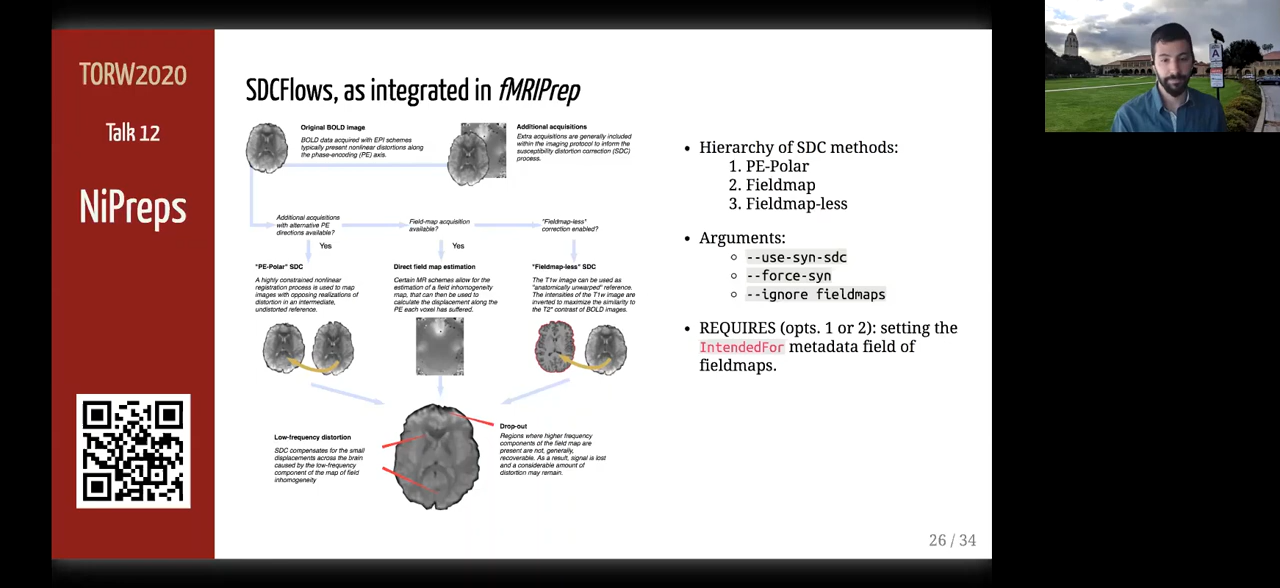 TORW2020
Talk 12
NiPreps
SDCFlows, as integrated in fMRIPrep
Original BOLD image
BOLD data acquired with EPI schemes
typically present nonlinear distortions along
the phase-encoding (PE) axis.
Additional acquisitions
Extra acquisitions are generally included
within the imaging protocol to inform the
susceptibility distortion correction (SDC)
process.
Additional acquisitions
with alternative PE
directions available?
Field-map acquisition
available?
"Fieldmap-less"
correction enabled?
Yes
Yes
"PE-Polar" SDC
A highly constrained nonlinear
registration process is used to map
images with opposing realizations of
distortion in an intermediate,
undistorted reference.
Direct field map estimation
Certain MR schemes allow for the
estimation of a field inhomogeneity
map, that can then be used to
calculate the displacement along the
PE each voxel has suffered.
"Fieldmap-less" SDC
The T1w image can be used as
"anatomically unwarped" reference.
The intensities of the T1w image are
inverted to maximize the similarity to
the T2* contrast of BOLD images.
Low-frequency distortion
SDC compensates for the small
displacements across the brain
caused by the low-frequency
component of the map of field
inhomogeneity
Drop-out
Regions where higher frequency
components of the field map are
present are not, generally,
recoverable. As a result, signal is lost
and a considerable amount of
distortion may remain.
• Hierarchy of SDC methods:
1. PE-Polar
2. Fieldmap
3. Fieldmap-less
• Arguments:
○ --use-syn-sdc
○ --force-syn
○ --ignore fieldmaps
• REQUIRES (opts. 1 or 2): setting the
IntendedFor metadata field of
fieldmaps.
26 / 34
A